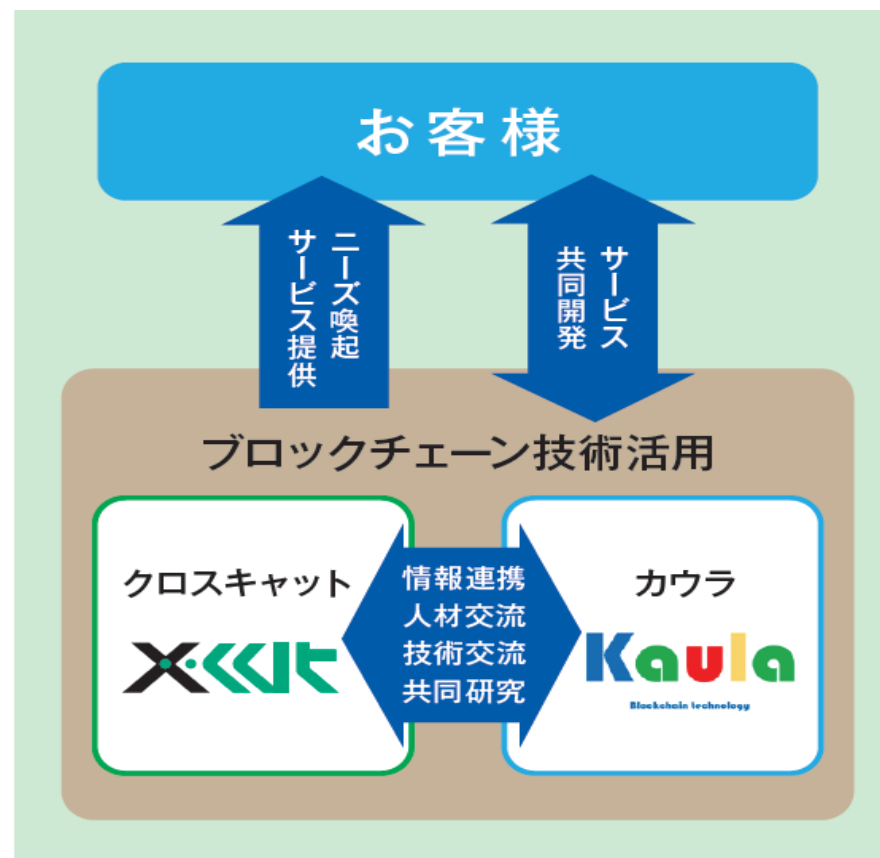 お客様
ニーズ喚起
サービス提供
サービス
共同開発
ブロックチェーン技術活用
クロスキャット
情報連携
人材交流
技術交流
共同研究
カウラ
Kaula
Blockchain technology